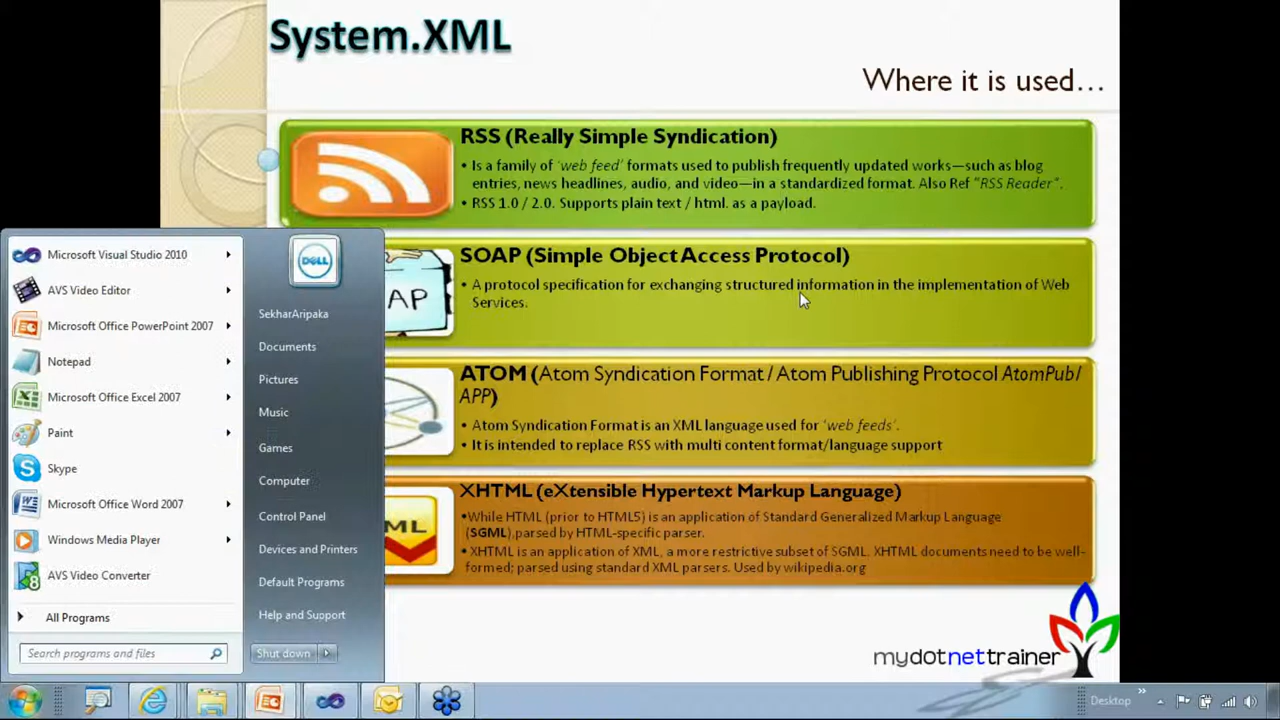 System.XML
Where it is used…
RSS (Really Simple Syndication)
• Is a family of ‘web feed’ formats used to publish frequently updated works—such as blog
entries, news headlines, audio, and video—in a standardized format. Also Ref “RSS Reader”.
• RSS 1.0 / 2.0. Supports plain text / html. as a payload.
SOAP (Simple Object Access Protocol)
• A protocol specification for exchanging structured information in the implementation of Web
Services.
AP
ATOM (Atom Syndication Format / Atom Publishing Protocol AtomPub/
APP)
• Atom Syndication Format is an XML language used for ‘web feeds’.
• It is intended to replace RSS with multi content format/language support
XHTML (eXtensible Hypertext Markup Language)
•While HTML (prior to HTML5) is an application of Standard Generalized Markup Language
(SGML),parsed by HTML-specific parser.
• XHTML is an application of XML, a more restrictive subset of SGML. XHTML documents need to be well-
formed; parsed using standard XML parsers. Used by wikipedia.org
ML
mydotnettrainer
Microsoft Visual Studio 2010
AVS Video Editor
Microsoft Office PowerPoint 2007
Notepad
Microsoft Office Excel 2007
Paint
Skype
Microsoft Office Word 2007
Windows Media Player
AVS Video Converter
All Programs
Search programs and files
DELL
SekharAripaka
Documents
Pictures
Music
Games
Computer
Control Panel
Devices and Printers
Default Programs
Help and Support
Shut down
Desktop